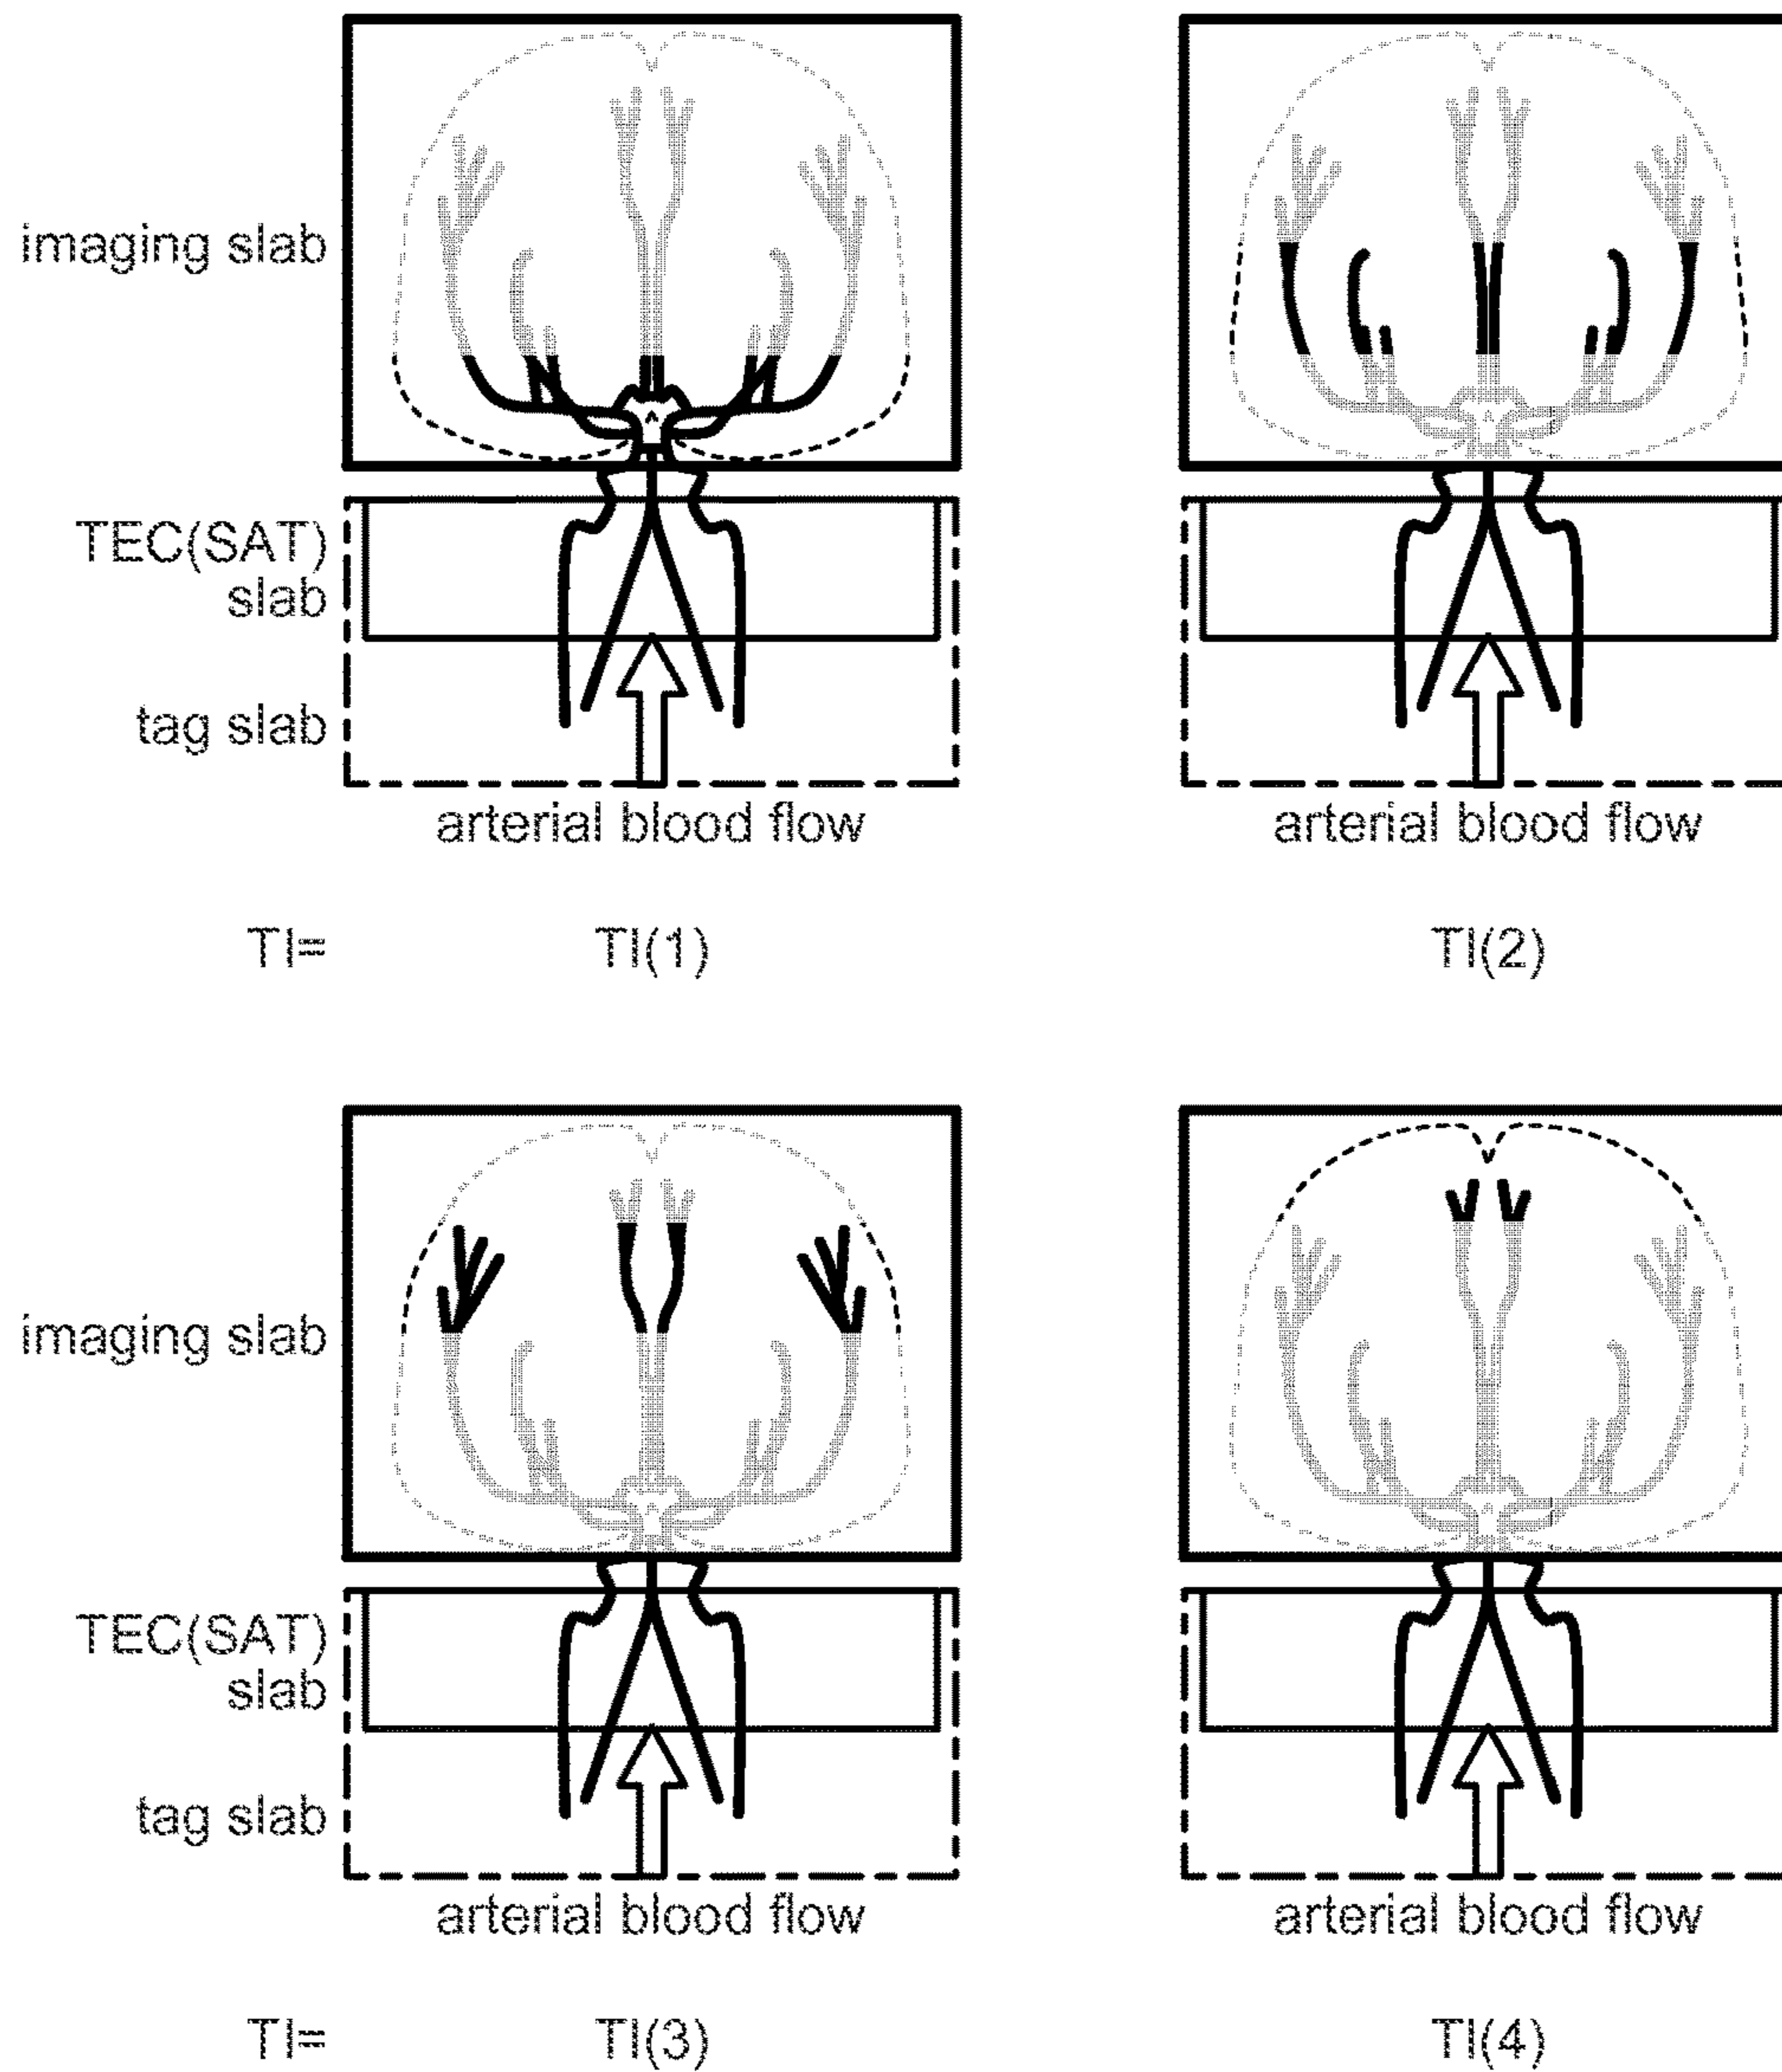 imaging slab
TEC(SAT)
slab
tag slab
arterial blood flow
arterial blood flow
TI=
TI(1)
TI(2)
imaging slab
TEC(SAT)
slab
tag slab
arterial blood flow
arterial blood flow
TI=
TI(3)
TI(4)